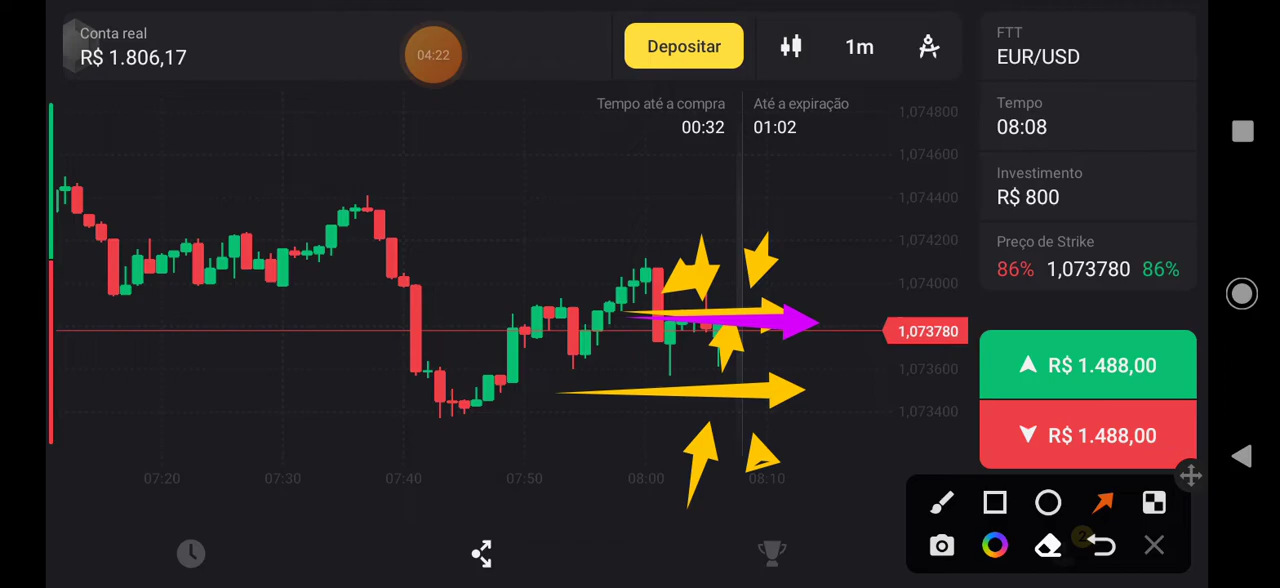 Conta real
R$ 1.806,17
04:22
Depositar
1m
FTT
EUR/USD
Tempo
08:08
Investimento
R$ 800
Preço de Strike
86% 1,073780 86%
R$ 1.488,00
R$ 1.488,00
Tempo até a compra
00:32
Até a expiração
01:02
1,074800
1,074600
1,074400
1,074200
1,074000
1,073780
1,073600
1,073400
07:20 07:30 07:40 07:50 08:00 08:10
2